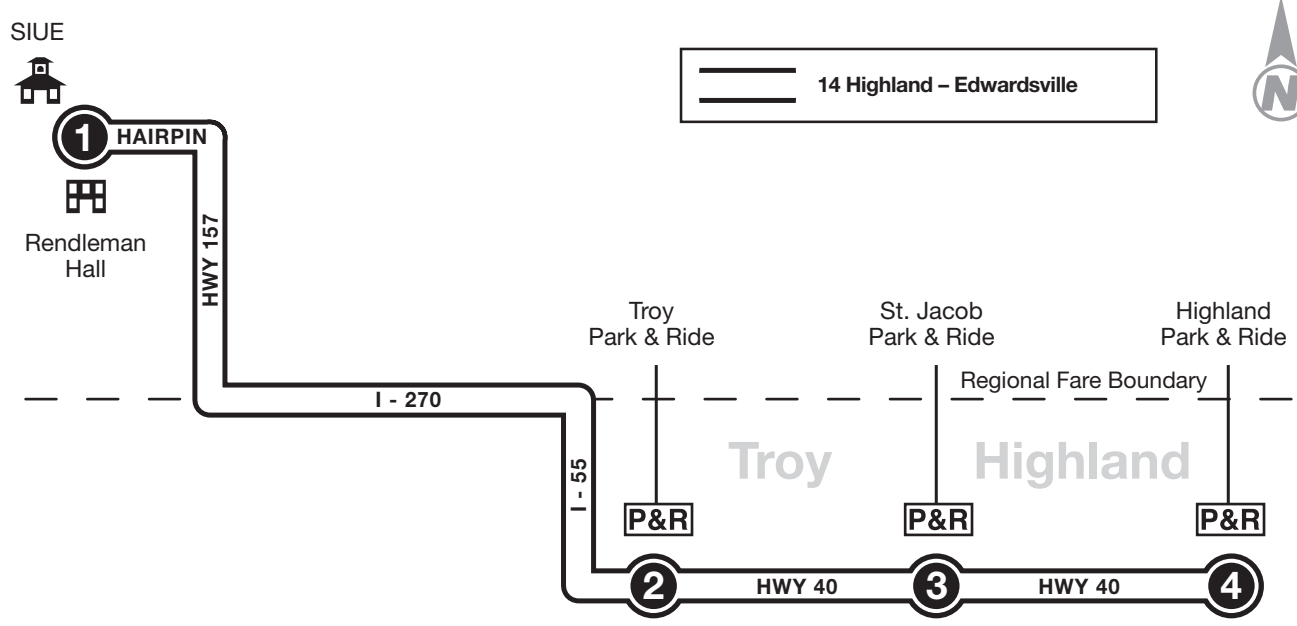 SIUE
14 Highland – Edwardsville
N
1
HAIRPIN
Rendleman
Hall
HWY 157
Troy
Park & Ride
St. Jacob
Park & Ride
Highland
Park & Ride
Regional Fare Boundary
I - 270
I - 55
Troy
Highland
P&R
P&R
P&R
2
HWY 40
3
HWY 40
4